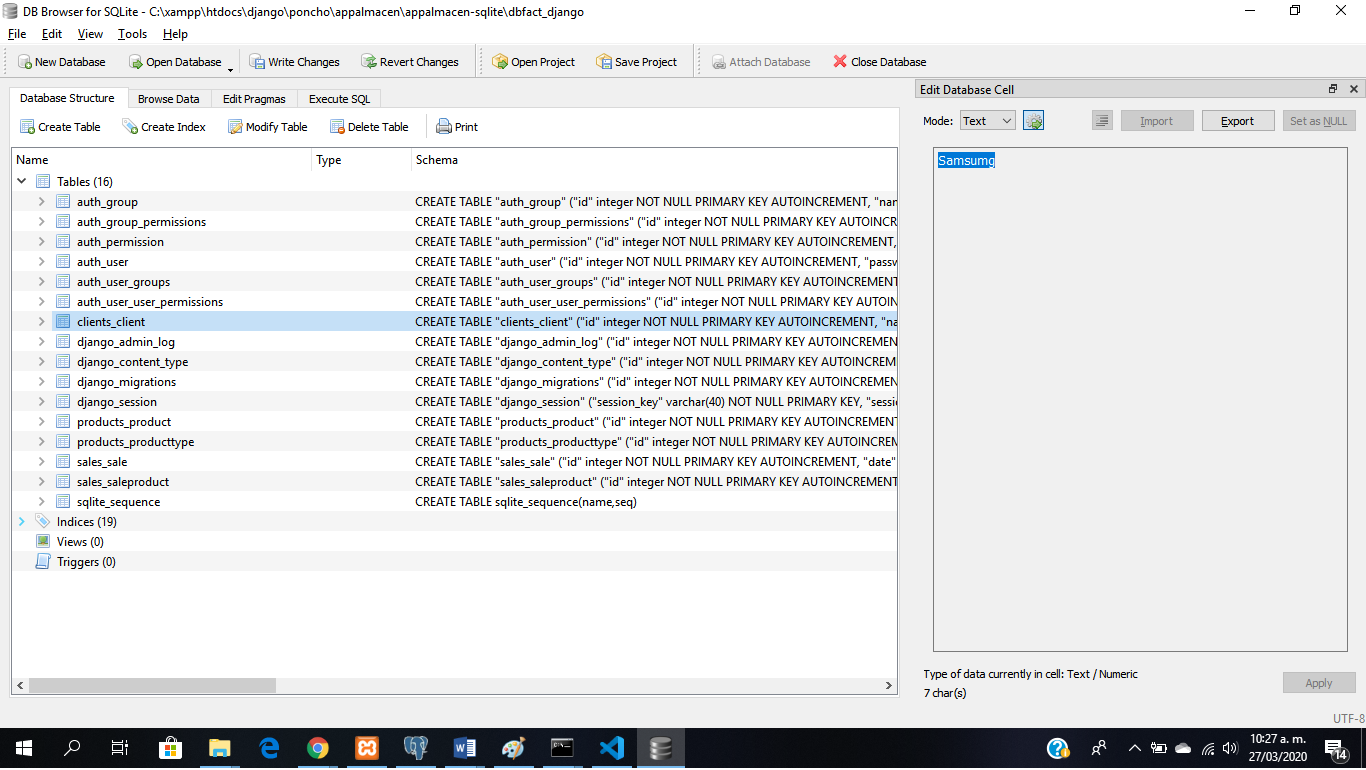 DB Browser for SQLite - C:\xampp\htdocs\django\poncho\appalmacen\appalmacen-sqlite\dbfact_django
File Edit View Tools Help
New Database Open Database Write Changes Revert Changes Open Project Save Project Attach Database Close Database
Database Structure Browse Data Edit Pragmas Execute SQL
Create Table Create Index Modify Table Delete Table Print
Name Type Schema
Tables (16)
auth_group CREATE TABLE "auth_group" ("id" integer NOT NULL PRIMARY KEY AUTOINCREMENT, "nan
auth_group_permissions CREATE TABLE "auth_group_permissions" ("id" integer NOT NULL PRIMARY KEY AUTOINCR
auth_permission CREATE TABLE "auth_permission" ("id" integer NOT NULL PRIMARY KEY AUTOINCREMENT,
auth_user CREATE TABLE "auth_user" ("id" integer NOT NULL PRIMARY KEY AUTOINCREMENT, "passw
auth_user_groups CREATE TABLE "auth_user_groups" ("id" integer NOT NULL PRIMARY KEY AUTOINCREMENT
auth_user_user_permissions CREATE TABLE "auth_user_user_permissions" ("id" integer NOT NULL PRIMARY KEY AUTOIN
clients_client CREATE TABLE "clients_client" ("id" integer NOT NULL PRIMARY KEY AUTOINCREMENT, "na
django_admin_log CREATE TABLE "django_admin_log" ("id" integer NOT NULL PRIMARY KEY AUTOINCREMEN
django_content_type CREATE TABLE "django_content_type" ("id" integer NOT NULL PRIMARY KEY AUTOINCREM
django_migrations CREATE TABLE "django_migrations" ("id" integer NOT NULL PRIMARY KEY AUTOINCREMEN
django_session CREATE TABLE "django_session" ("session_key" varchar(40) NOT NULL PRIMARY KEY, "sessi
products_product CREATE TABLE "products_product" ("id" integer NOT NULL PRIMARY KEY AUTOINCREMENT
products_producttype CREATE TABLE "products_producttype" ("id" integer NOT NULL PRIMARY KEY AUTOINCREM
sales_sale CREATE TABLE "sales_sale" ("id" integer NOT NULL PRIMARY KEY AUTOINCREMENT, "date"
sales_saleproduct CREATE TABLE "sales_saleproduct" ("id" integer NOT NULL PRIMARY KEY AUTOINCREMENT
sqlite_sequence CREATE TABLE sqlite_sequence(name,seq)
Indices (19)
Views (0)
Triggers (0)
Edit Database Cell
Mode: Text Import Export Set as NULL
Samsumg
Type of data currently in cell: Text / Numeric
7 char(s)
Apply
UTF-8
10:27 a. m.
27/03/2020
14